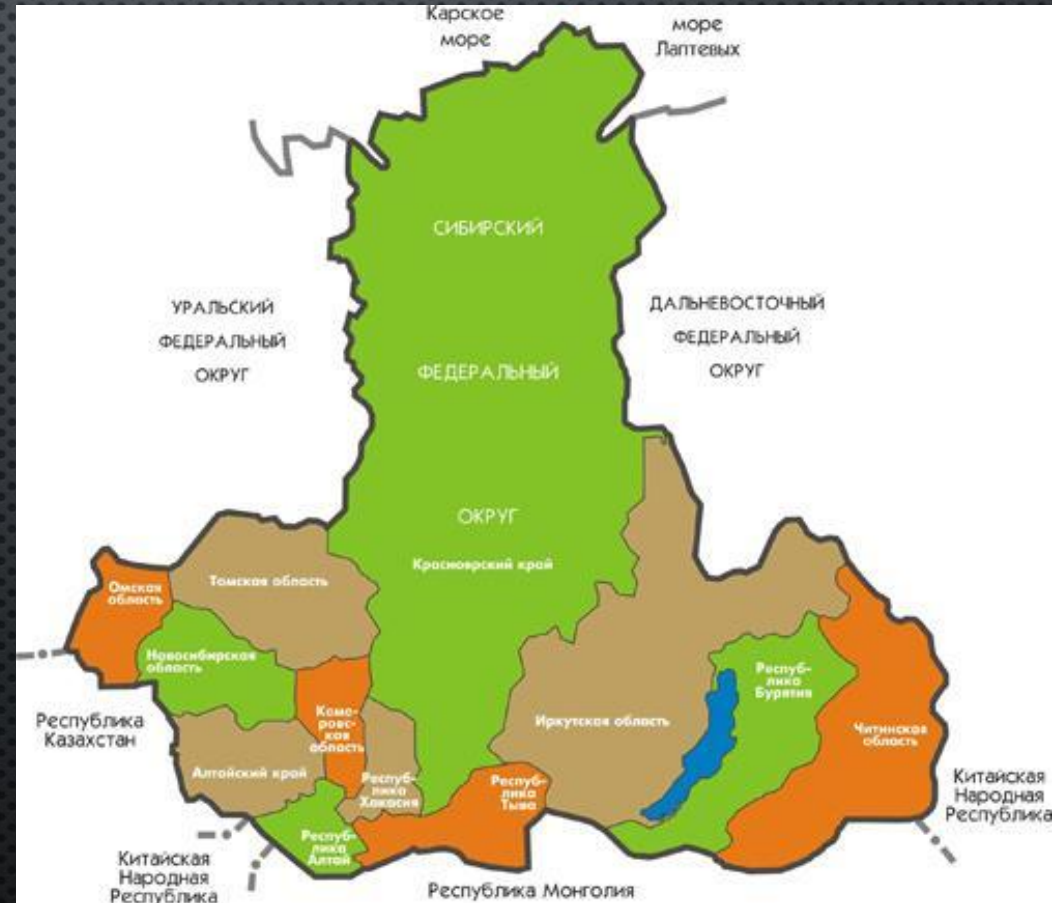 Карское
море
море
Лаптевых
СИБИРСКИЙ
УРАЛЬСКИЙ
ФЕДЕРАЛЬНЫЙ
ОКРУГ
ДАЛЬНЕВОСТОЧНЫЙ
ФЕДЕРАЛЬНЫЙ
ОКРУГ
ФЕДЕРАЛЬНЫЙ
ОКРУГ
Красноярский край
Омская
область
Томская область
Новосибирская
область
Кеме-
ровс-
кая
область
Алтайский край
Респуб-
лика
Хакасия
Респуб-
лика
Алтай
Респуб-
лика
Тыва
Иркутская область
Респуб-
лика
Бурятия
Читинская
область
Республика
Казахстан
Китайская
Народная
Республика
Китайская
Народная
Республика
Республика Монголия